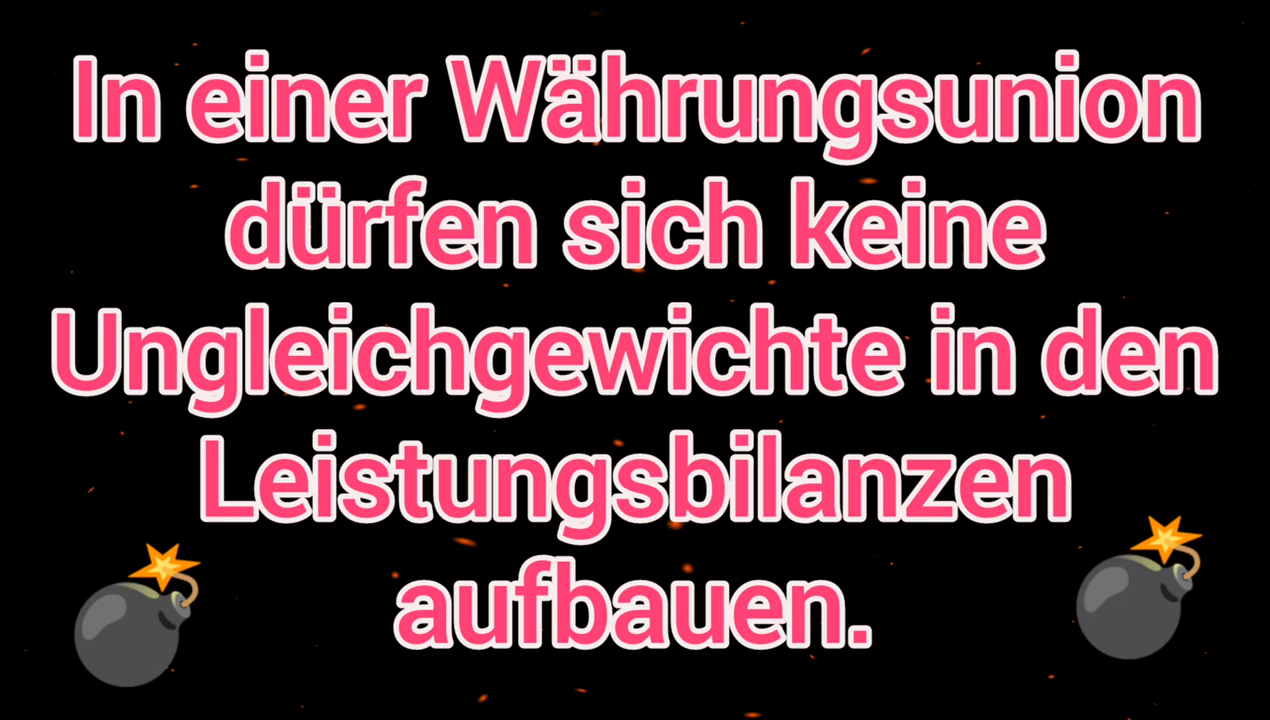 In einer Währungsunion
dürfen sich keine
Ungleichgewichte in den
Leistungsbilanzen
aufbauen.